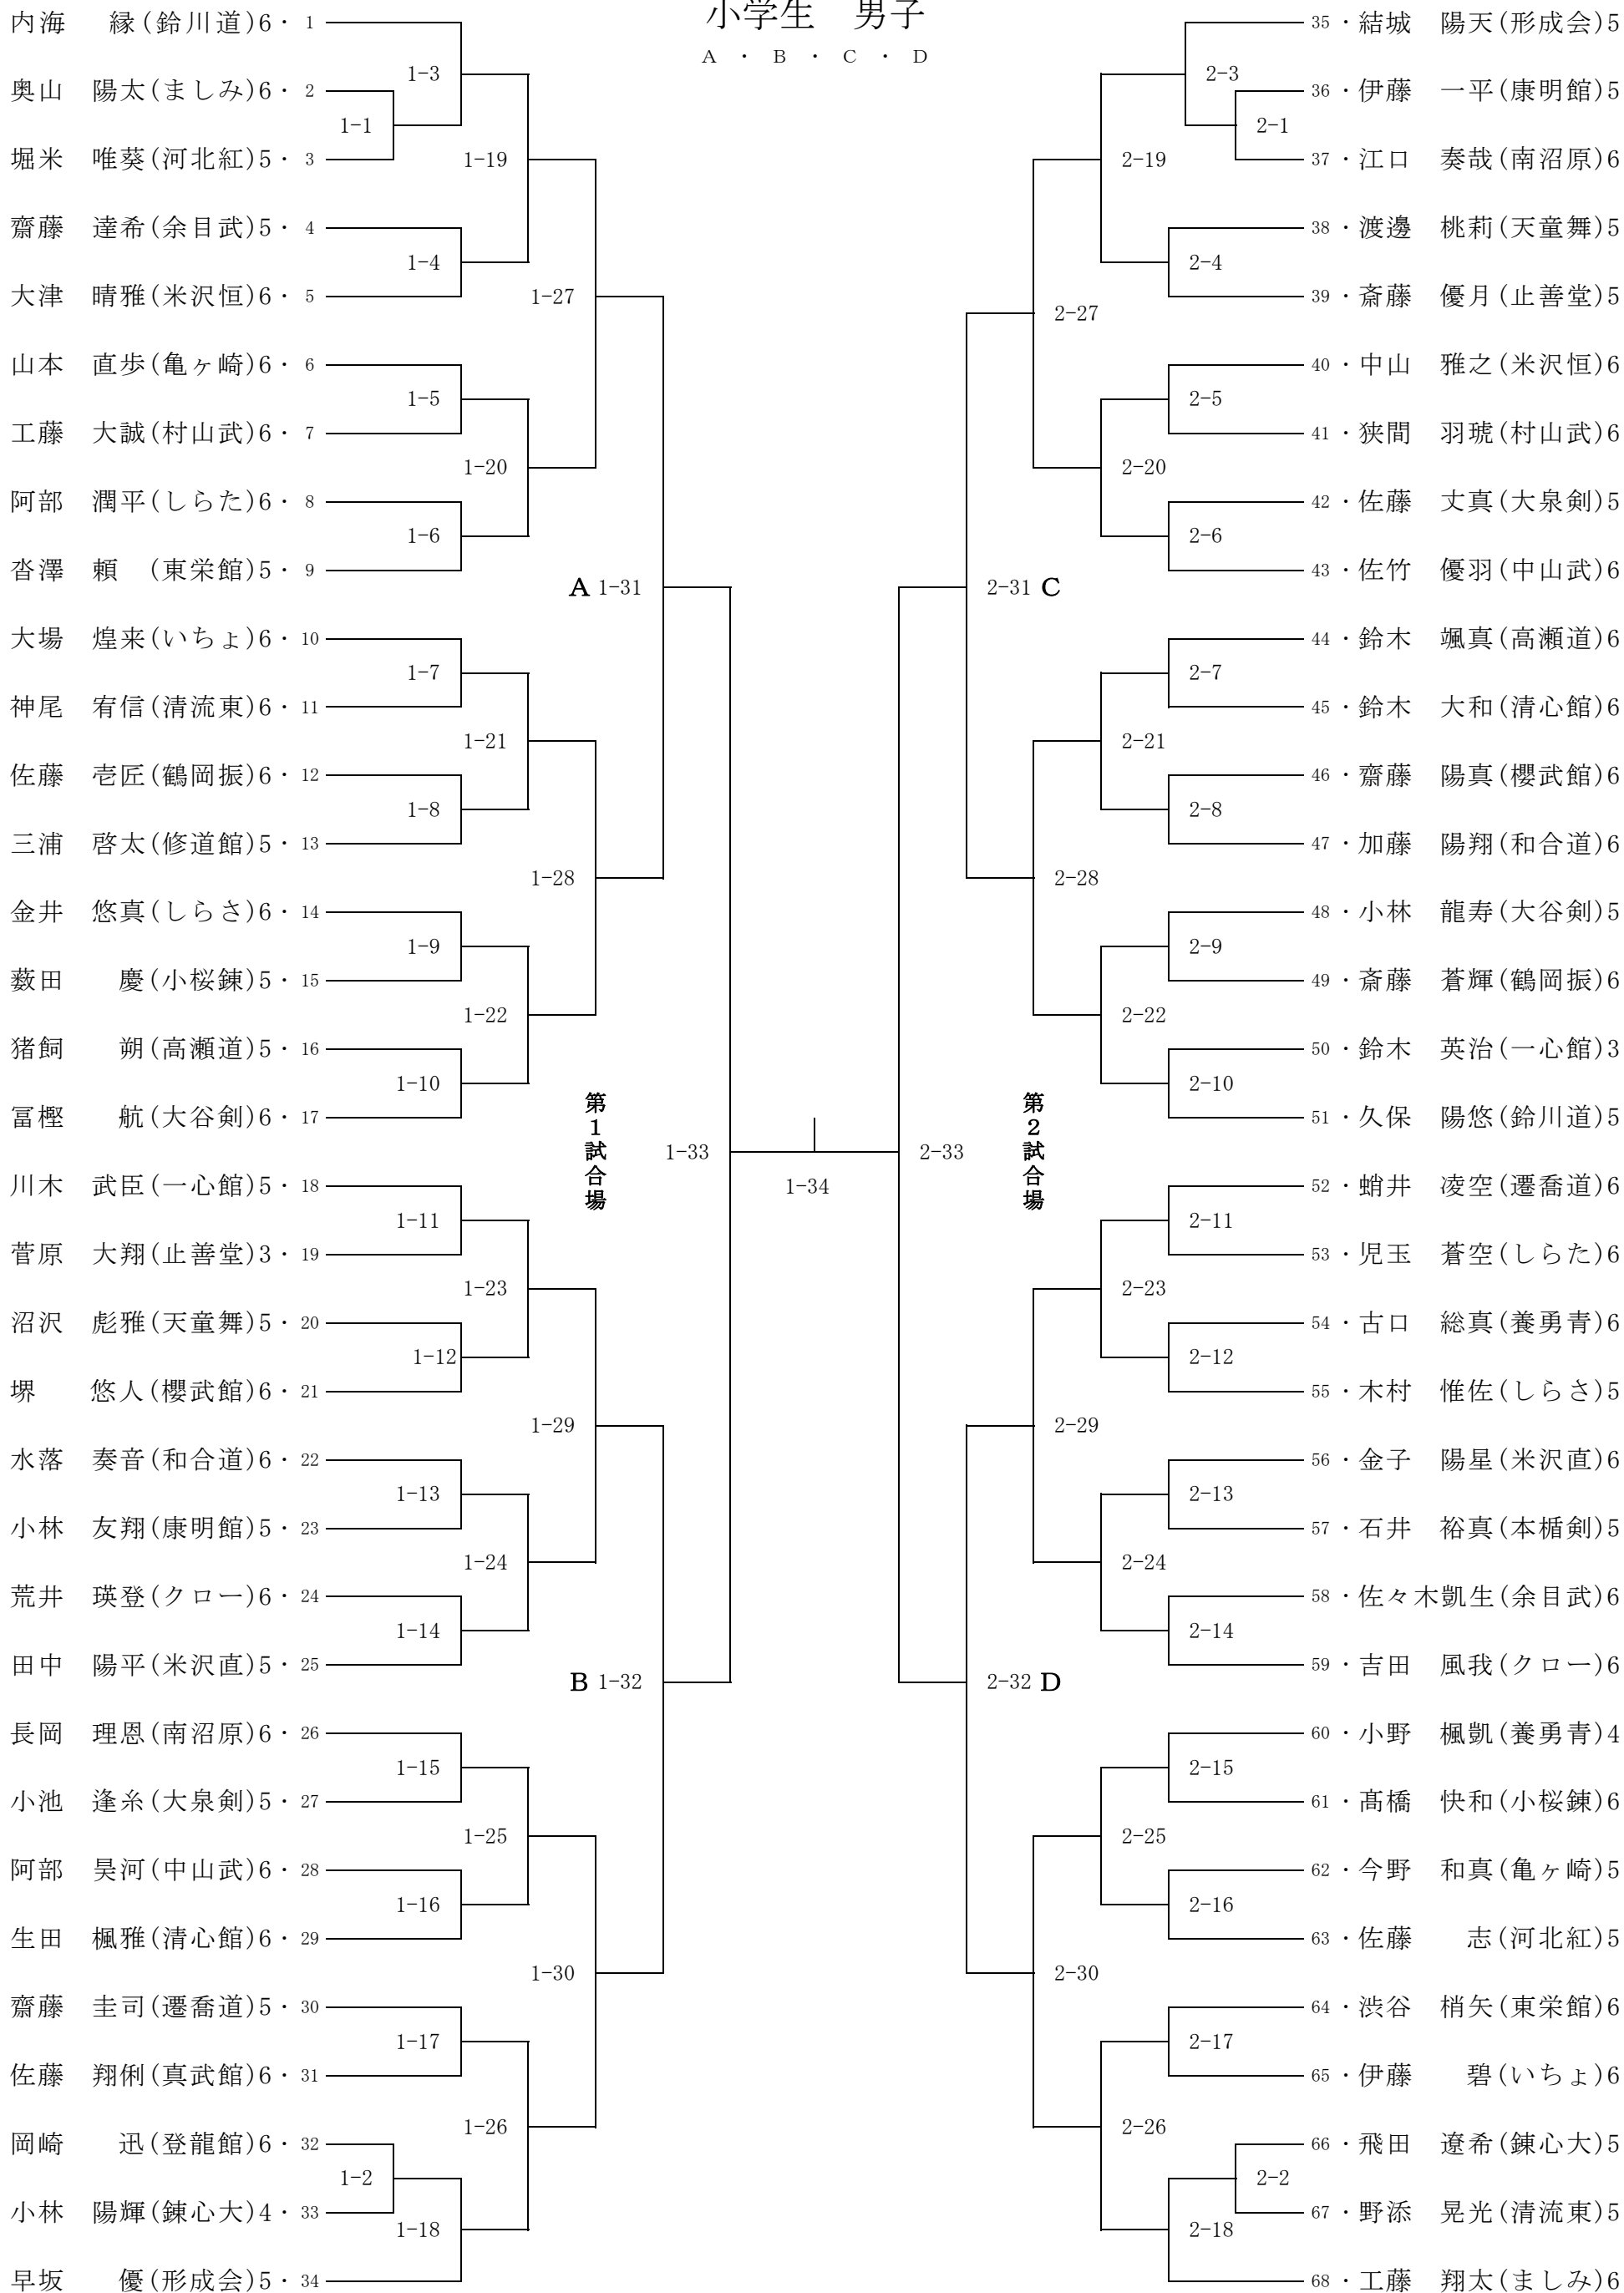 小学生　男子
A ・ B ・ C ・ D
内海　縁(鈴川道)6・ 1
奥山　陽太(ましみ)6・ 2
堀米　唯葵(河北紅)5・ 3
齋藤　達希(余目武)5・ 4
大津　晴雅(米沢恒)6・ 5
山本　直歩(亀ヶ崎)6・ 6
工藤　大誠(村山武)6・ 7
阿部　潤平(しらた)6・ 8
沓澤　頼　(東栄館)5・ 9
大場　煌来(いちょ)6・ 10
神尾　宥信(清流東)6・ 11
佐藤　壱匠(鶴岡振)6・ 12
三浦　啓太(修道館)5・ 13
金井　悠真(しらさ)6・ 14
薮田　慶(小桜錬)5・ 15
猪飼　朔(高瀬道)5・ 16
冨樫　航(大谷剣)6・ 17
川木　武臣(一心館)5・ 18
菅原　大翔(止善堂)3・ 19
沼沢　彪雅(天童舞)5・ 20
堺　悠人(櫻武館)6・ 21
水落　奏音(和合道)6・ 22
小林　友翔(康明館)5・ 23
荒井　瑛登(クロー)6・ 24
田中　陽平(米沢直)5・ 25
長岡　理恩(南沼原)6・ 26
小池　逢糸(大泉剣)5・ 27
阿部　昊河(中山武)6・ 28
生田　楓雅(清心館)6・ 29
齋藤　圭司(遷喬道)5・ 30
佐藤　翔俐(真武館)6・ 31
岡崎　迅(登龍館)6・ 32
小林　陽輝(錬心大)4・ 33
早坂　優(形成会)5・ 34
1-1
1-2
1-3
1-4
1-5
1-6
1-7
1-8
1-9
1-10
1-11
1-12
1-13
1-14
1-15
1-16
1-17
1-18
1-19
1-20
1-21
1-22
1-23
1-24
1-25
1-26
1-27
1-28
1-29
1-30
A 1-31
B 1-32
第1試合場
1-33
1-34
2-33
第2試合場
2-31 C
2-32 D
2-27
2-28
2-29
2-30
2-19
2-20
2-21
2-22
2-23
2-24
2-25
2-26
2-3
2-4
2-5
2-6
2-7
2-8
2-9
2-10
2-11
2-12
2-13
2-14
2-15
2-16
2-17
2-18
2-1
2-2
35 ・結城　陽天(形成会)5
36 ・伊藤　一平(康明館)5
37 ・江口　奏哉(南沼原)6
38 ・渡邊　桃莉(天童舞)5
39 ・斎藤　優月(止善堂)5
40 ・中山　雅之(米沢恒)6
41 ・狭間　羽琥(村山武)6
42 ・佐藤　丈真(大泉剣)5
43 ・佐竹　優羽(中山武)6
44 ・鈴木　颯真(高瀬道)6
45 ・鈴木　大和(清心館)6
46 ・齋藤　陽真(櫻武館)6
47 ・加藤　陽翔(和合道)6
48 ・小林　龍寿(大谷剣)5
49 ・斎藤　蒼輝(鶴岡振)6
50 ・鈴木　英治(一心館)3
51 ・久保　陽悠(鈴川道)5
52 ・蛸井　凌空(遷喬道)6
53 ・児玉　蒼空(しらた)6
54 ・古口　総真(養勇青)6
55 ・木村　惟佐(しらさ)5
56 ・金子　陽星(米沢直)6
57 ・石井　裕真(本楯剣)5
58 ・佐々木凱生(余目武)6
59 ・吉田　風我(クロー)6
60 ・小野　楓凱(養勇青)4
61 ・髙橋　快和(小桜錬)6
62 ・今野　和真(亀ヶ崎)5
63 ・佐藤　志(河北紅)5
64 ・渋谷　梢矢(東栄館)6
65 ・伊藤　碧(いちょ)6
66 ・飛田　遼希(錬心大)5
67 ・野添　晃光(清流東)5
68 ・工藤　翔太(ましみ)6